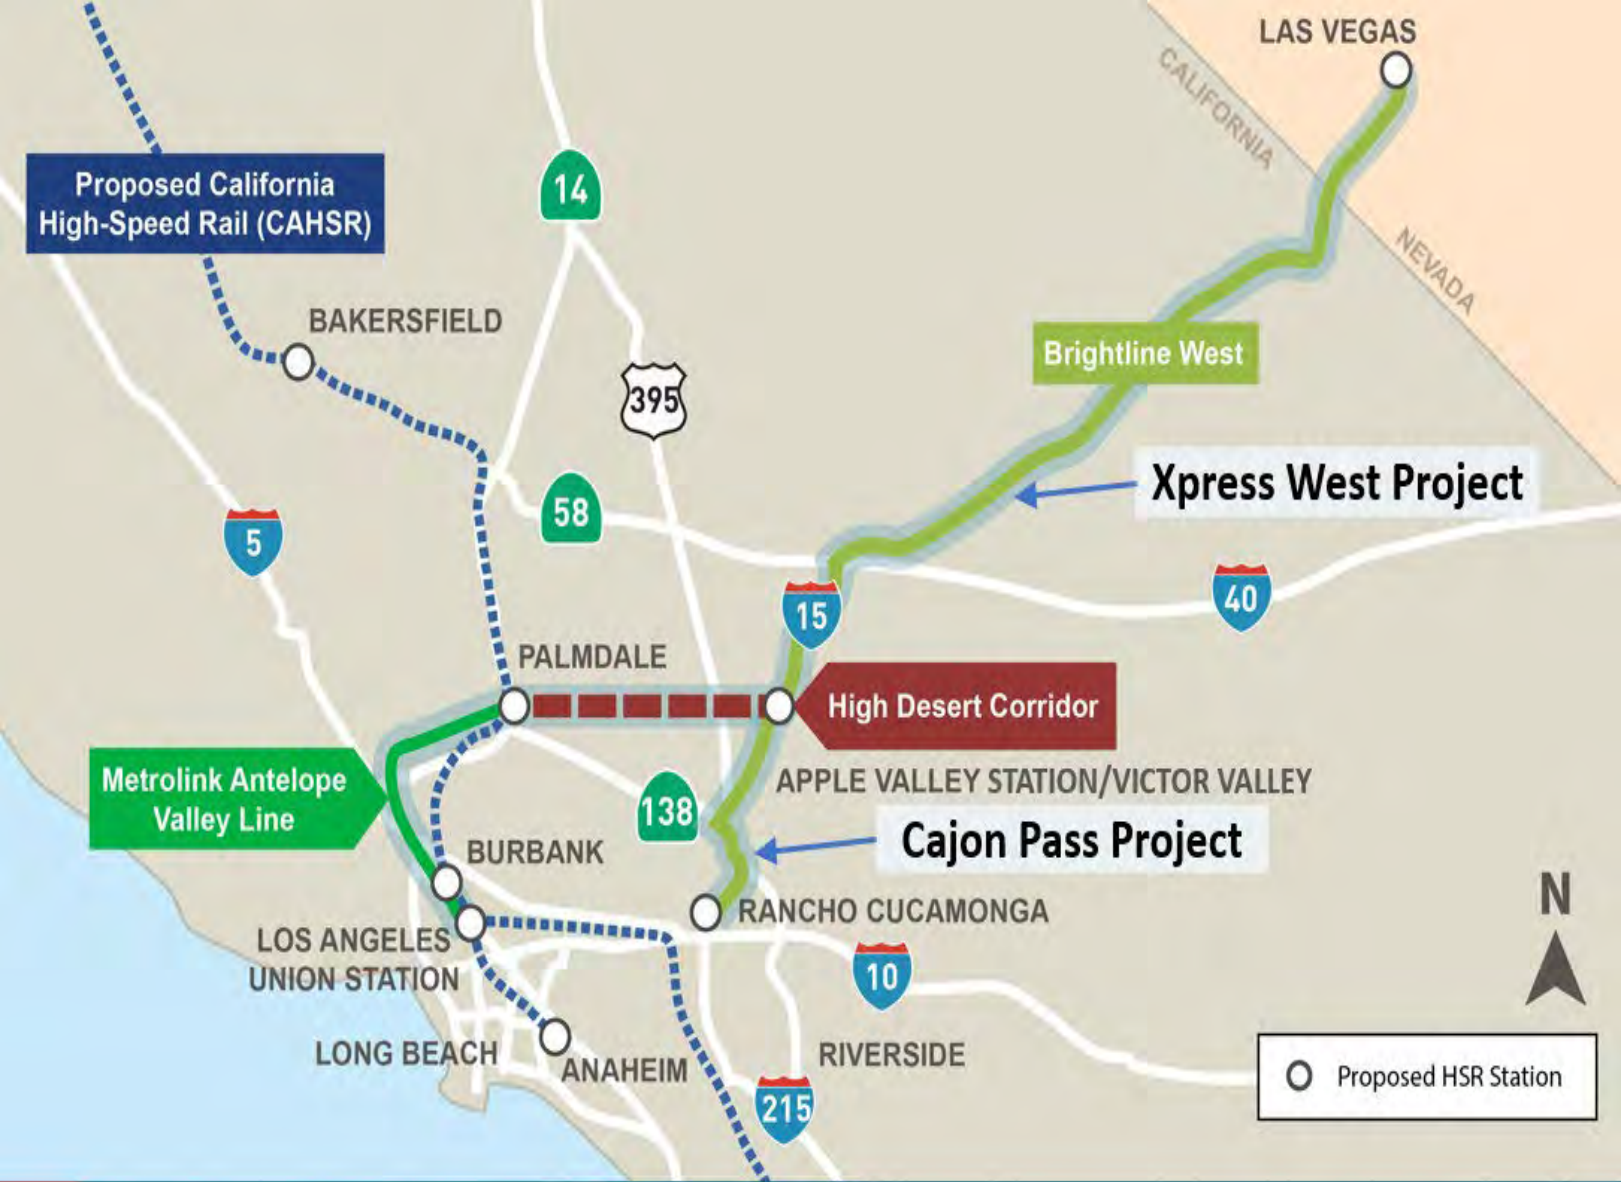 LAS VEGAS
CALIFORNIA
NEVADA
Proposed California
High-Speed Rail (CAHSR)
14
BAKERSFIELD
395
Brightline West
Xpress West Project
58
5
15
40
PALMDALE
High Desert Corridor
Metrolink Antelope
Valley Line
APPLE VALLEY STATION/VICTOR VALLEY
138
Cajon Pass Project
BURBANK
RANCHO CUCAMONGA
N
LOS ANGELES
UNION STATION
10
LONG BEACH
ANAHEIM
RIVERSIDE
215
Proposed HSR Station